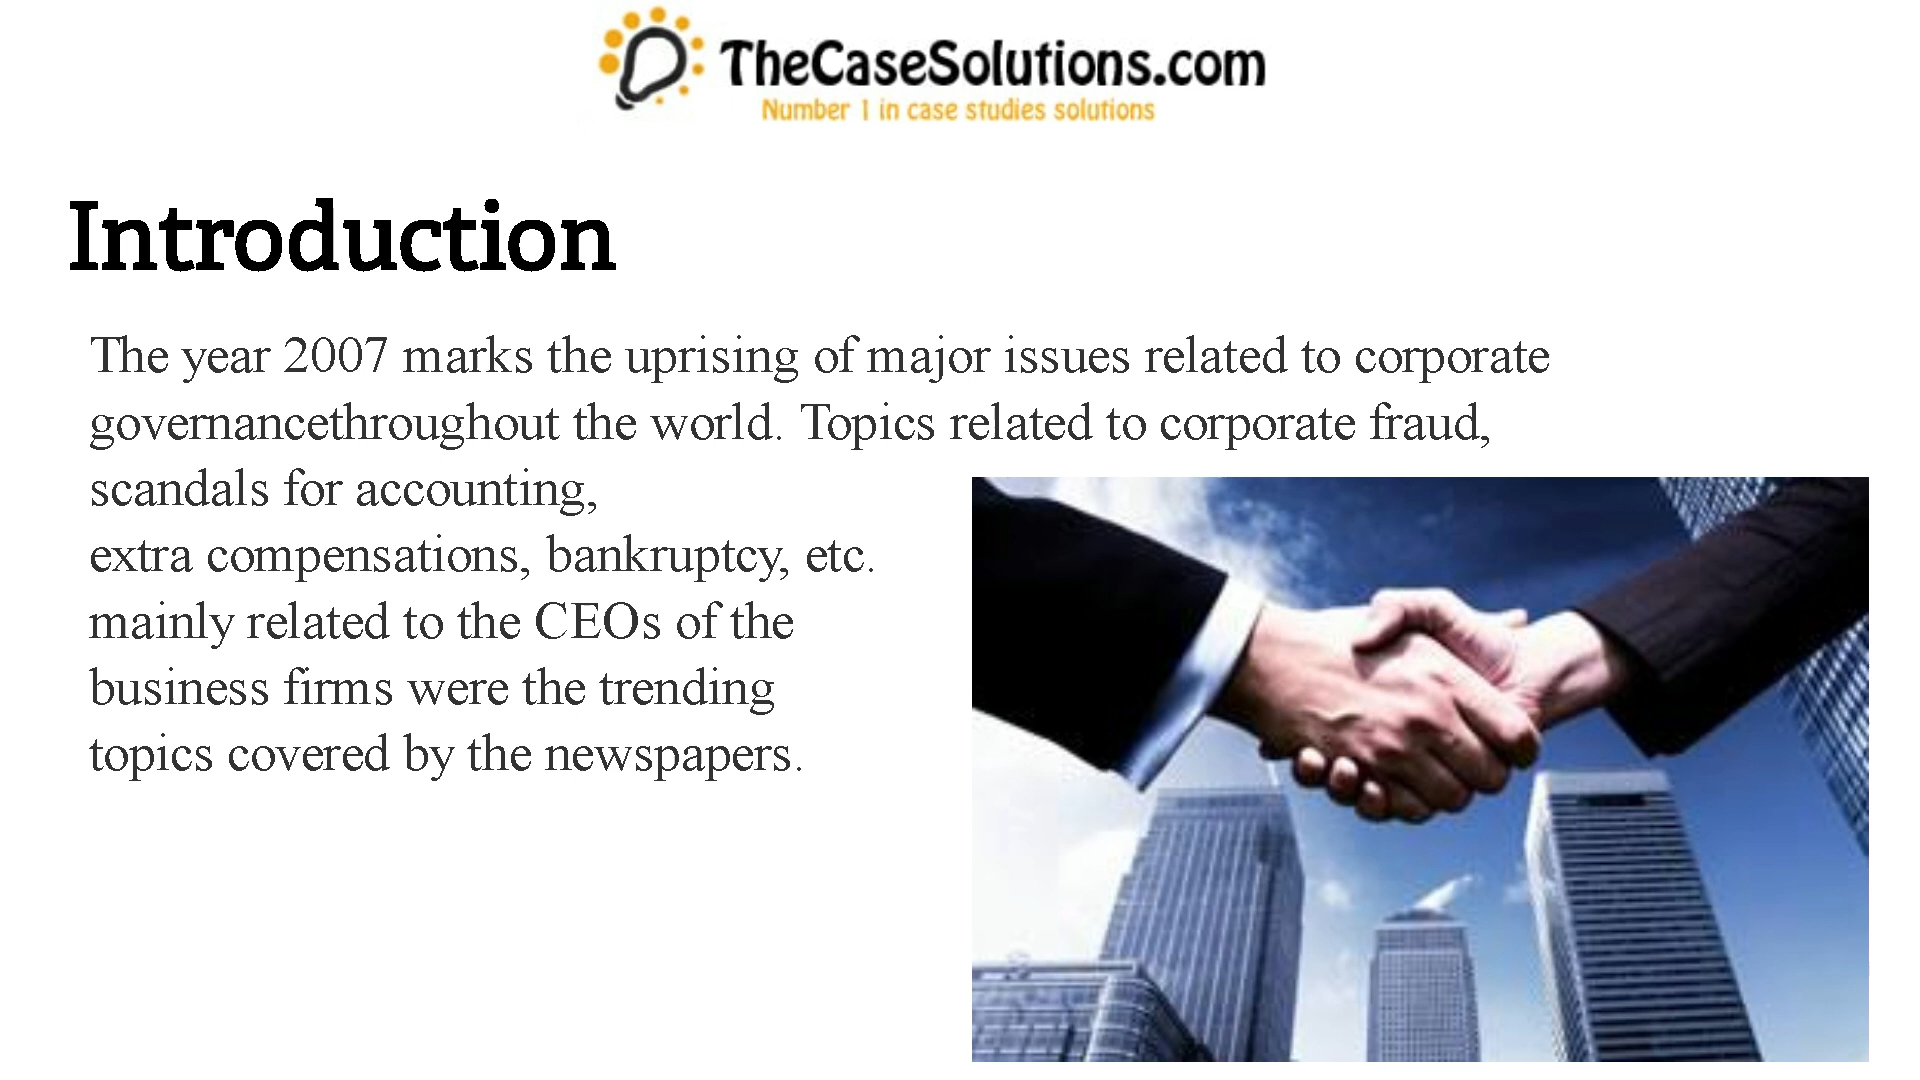 TheCaseSolutions.com
Number 1 in case studies solutions
Introduction
The year 2007 marks the uprising of major issues related to corporate
governancethroughout the world. Topics related to corporate fraud,
scandals for accounting,
extra compensations, bankruptcy, etc.
mainly related to the CEOs of the
business firms were the trending
topics covered by the newspapers.